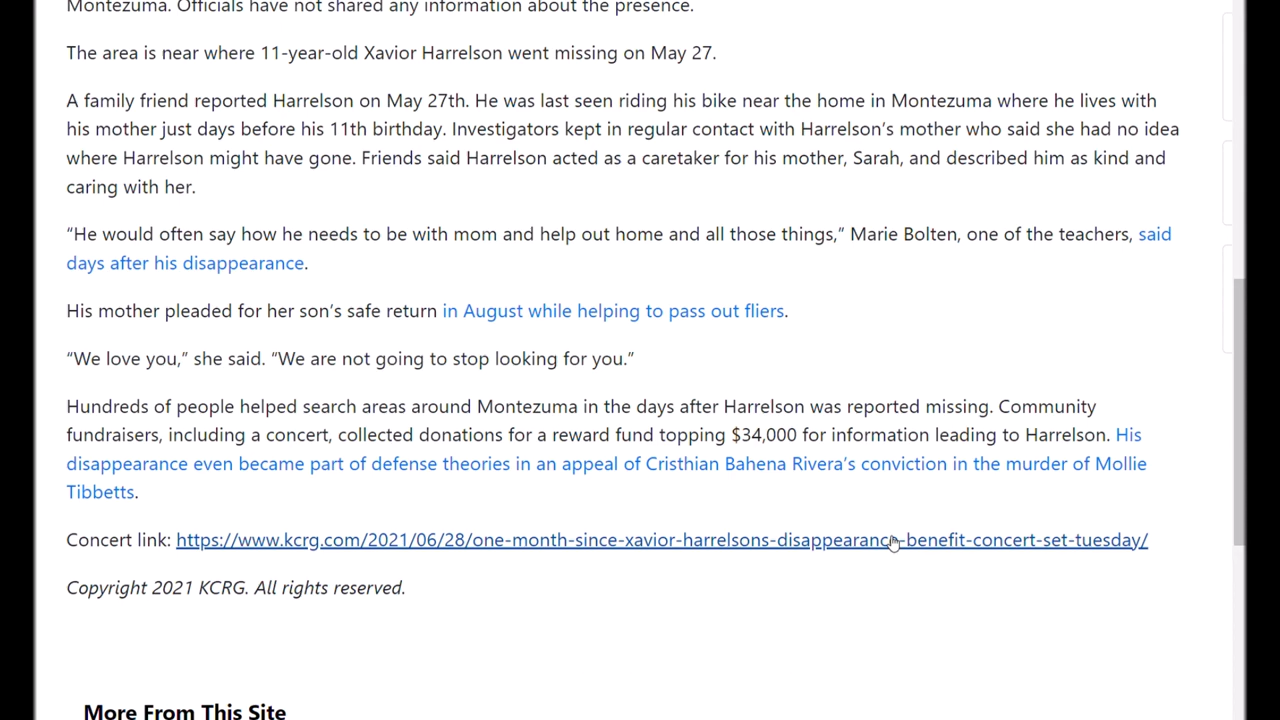 Montezuma. Officials have not shared any information about the presence.
The area is near where 11-year-old Xavior Harrelson went missing on May 27.
A family friend reported Harrelson on May 27th. He was last seen riding his bike near the home in Montezuma where he lives with
his mother just days before his 11th birthday. Investigators kept in regular contact with Harrelson’s mother who said she had no idea
where Harrelson might have gone. Friends said Harrelson acted as a caretaker for his mother, Sarah, and described him as kind and
caring with her.
“He would often say how he needs to be with mom and help out home and all those things,” Marie Bolten, one of the teachers, said
days after his disappearance.
His mother pleaded for her son’s safe return in August while helping to pass out fliers.
“We love you,” she said. “We are not going to stop looking for you.”
Hundreds of people helped search areas around Montezuma in the days after Harrelson was reported missing. Community
fundraisers, including a concert, collected donations for a reward fund topping $34,000 for information leading to Harrelson. His
disappearance even became part of defense theories in an appeal of Cristhian Bahena Rivera’s conviction in the murder of Mollie
Tibbetts.
Concert link: https://www.kcrg.com/2021/06/28/one-month-since-xavior-harrelsons-disappearance-benefit-concert-set-tuesday/
Copyright 2021 KCRG. All rights reserved.
More From This Site